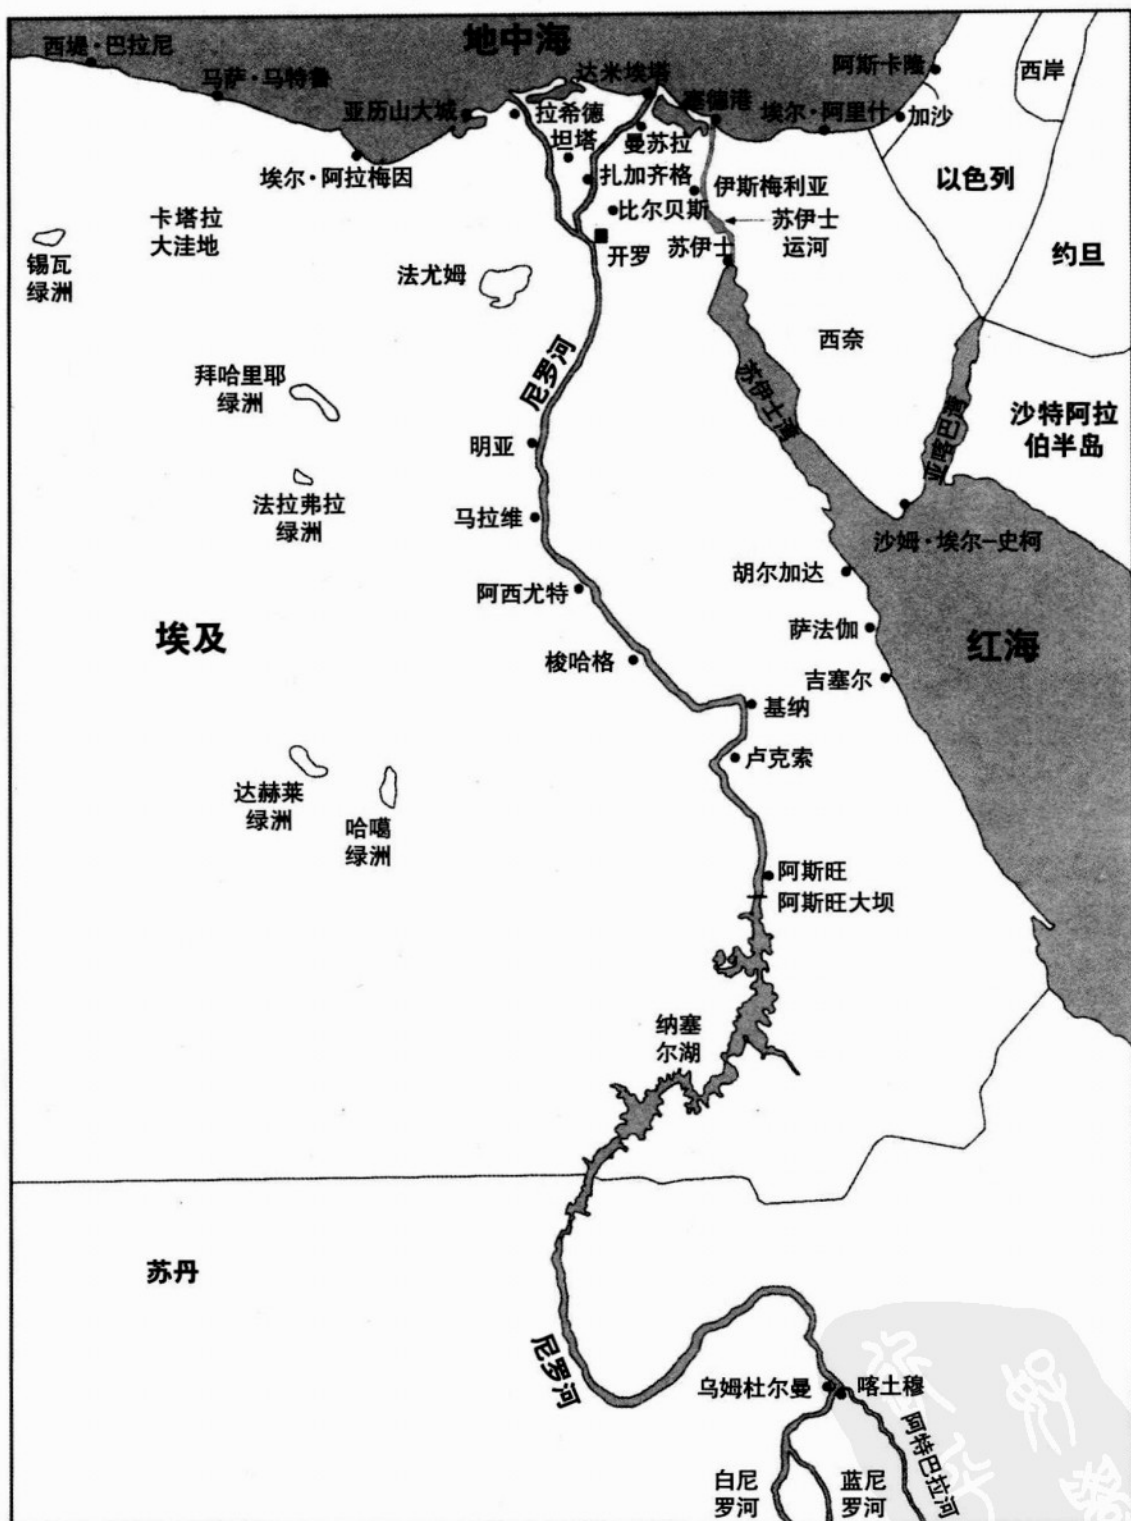 地中海
西堤·巴拉尼
马萨·马特鲁
亚历山大城
拉希德
达米埃塔
塞德港
埃尔·阿里什
阿斯卡隆
加沙
西岸
坦塔
曼苏拉
埃尔·阿拉梅因
扎加齐格
伊斯梅利亚
以色列
卡塔拉
大洼地
比尔贝斯
苏伊士
运河
锡瓦
绿洲
法尤姆
开罗
苏伊士
约旦
西奈
尼罗河
苏伊士湾
亚喀巴湾
拜哈里耶
绿洲
沙特阿拉
伯半岛
明亚
法拉弗拉
绿洲
马拉维
沙姆·埃尔-史柯
阿西尤特
胡尔加达
埃及
萨法伽
红海
梭哈格
吉塞尔
基纳
卢克索
达赫莱
绿洲
哈噶
绿洲
阿斯旺
阿斯旺大坝
纳塞
尔湖
苏丹
尼罗河
乌姆杜尔曼
喀土穆
阿特巴拉河
白尼
罗河
蓝尼
罗河